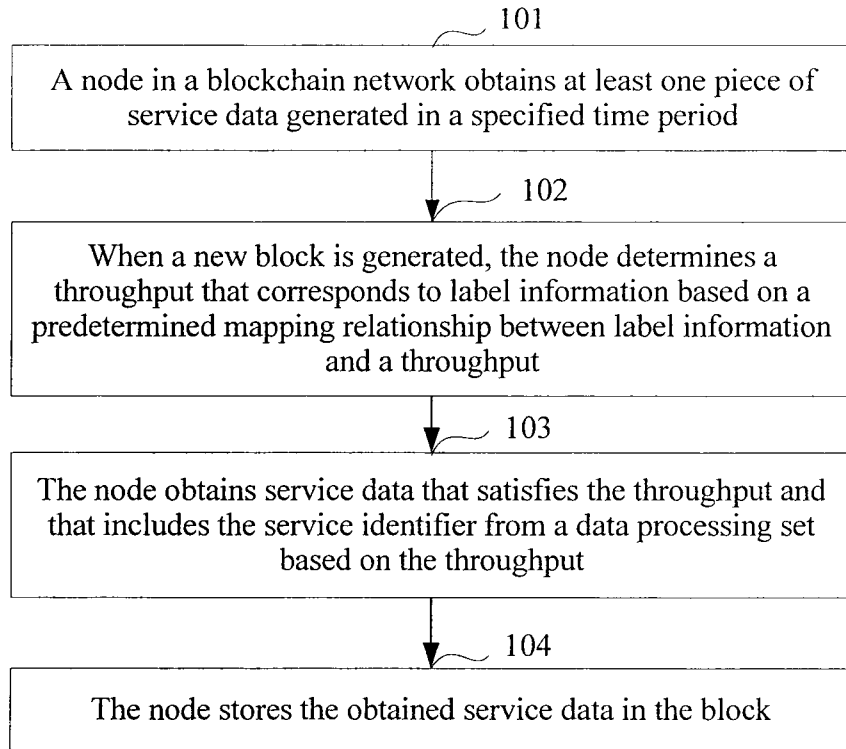 101
A node in a blockchain network obtains at least one piece of
service data generated in a specified time period
102
When a new block is generated, the node determines a
throughput that corresponds to label information based on a
predetermined mapping relationship between label information
and a throughput
103
The node obtains service data that satisfies the throughput and
that includes the service identifier from a data processing set
based on the throughput
104
The node stores the obtained service data in the block